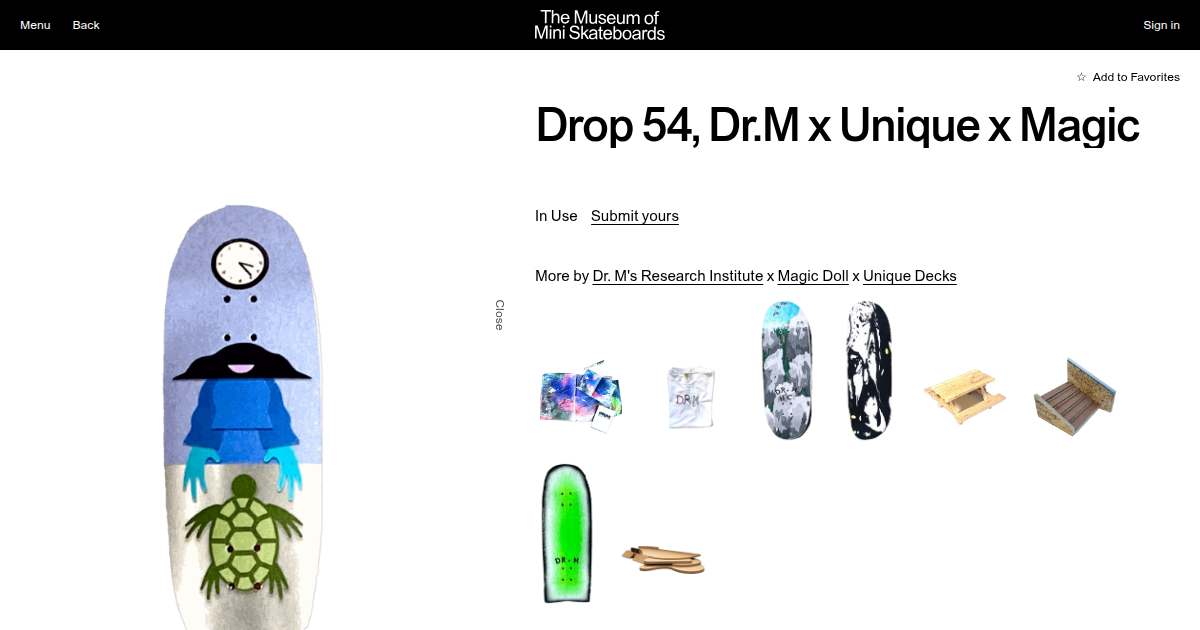 Menu Back
The Museum of
Mini Skateboards
Sign in
☆ Add to Favorites
Drop 54, Dr.M x Unique x Magic
In Use Submit yours
More by Dr. M's Research Institute x Magic Doll x Unique Decks
Close
DR M
DR. M